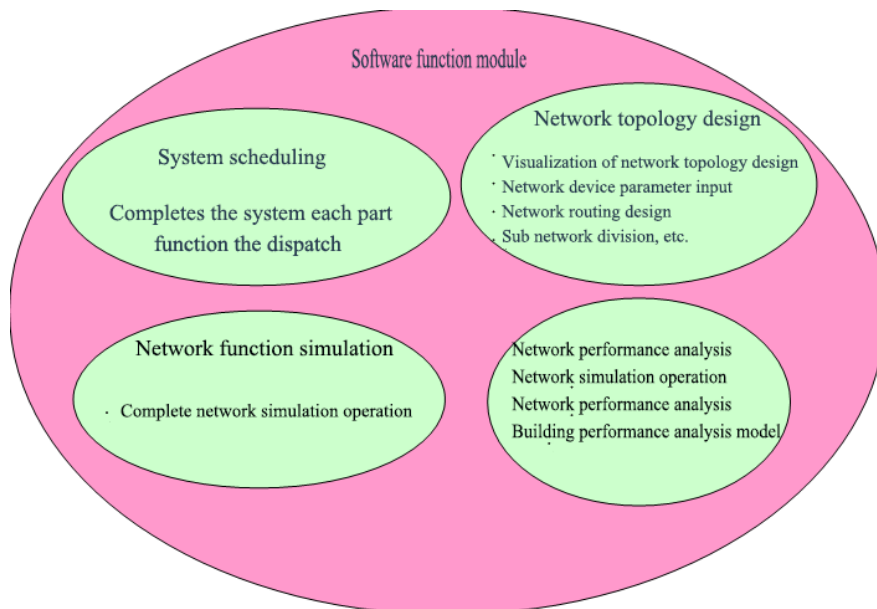 Software function module
System scheduling
Completes the system each part
function the dispatch
Network topology design
· Visualization of network topology design
· Network device parameter input
· Network routing design
· Sub network division, etc.
Network function simulation
· Complete network simulation operation
Network performance analysis
Network simulation operation
Network performance analysis
Building performance analysis model